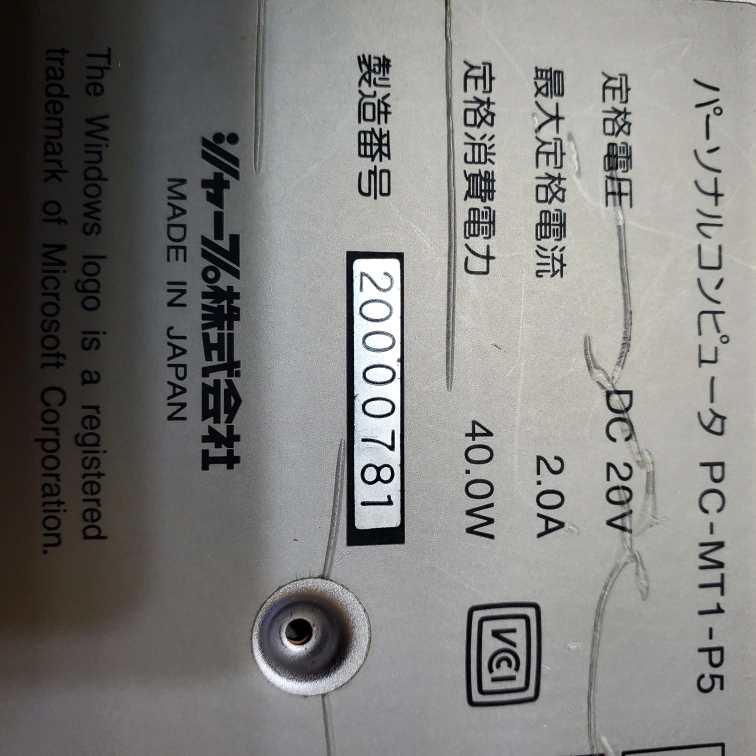 パーソナルコンピュータ PC-MT1-P5
定格電圧 DC 20V
最大定格電流 2.0A
定格消費電力 40.0W
VCCI
製造番号 200000781
シャープ株式会社
MADE IN JAPAN
The Windows logo is a registered
trademark of Microsoft Corporation.